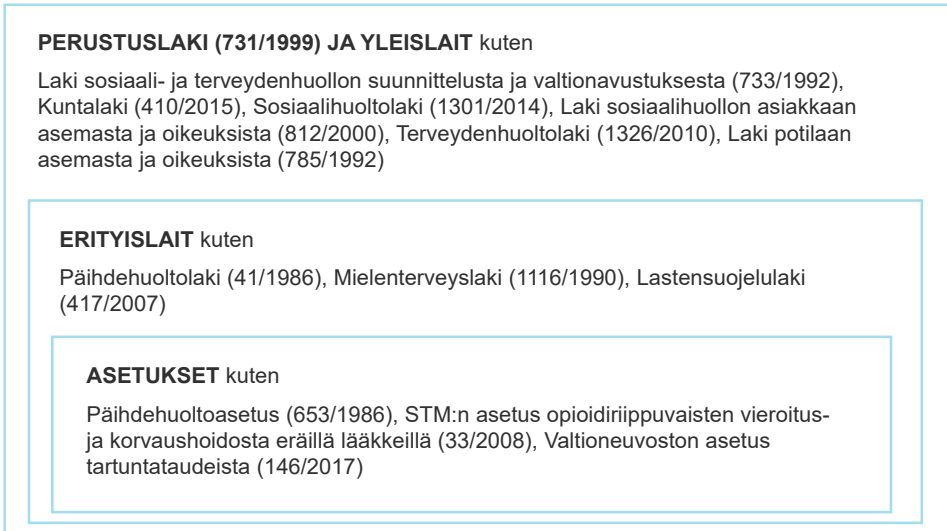 PERUSTUSLAKI (731/1999) JA YLEISLAIT kuten
Laki sosiaali- ja terveydenhuollon suunnittelusta ja valtionavustuksesta (733/1992),
Kuntalaki (410/2015), Sosiaalihuoltolaki (1301/2014), Laki sosiaalihuollon asiakkaan
asemasta ja oikeuksista (812/2000), Terveydenhuoltolaki (1326/2010), Laki potilaan
asemasta ja oikeuksista (785/1992)
ERITYISLAIT kuten
Päihdehuoltolaki (41/1986), Mielenterveyslaki (1116/1990), Lastensuojelulaki
(417/2007)
ASETUKSET kuten
Päihdehuoltoasetus (653/1986), STM:n asetus opioidiriippuvaisten vieroitus-
ja korvaushoidosta eräillä lääkkeillä (33/2008), Valtioneuvoston asetus
tartuntataudeista (146/2017)